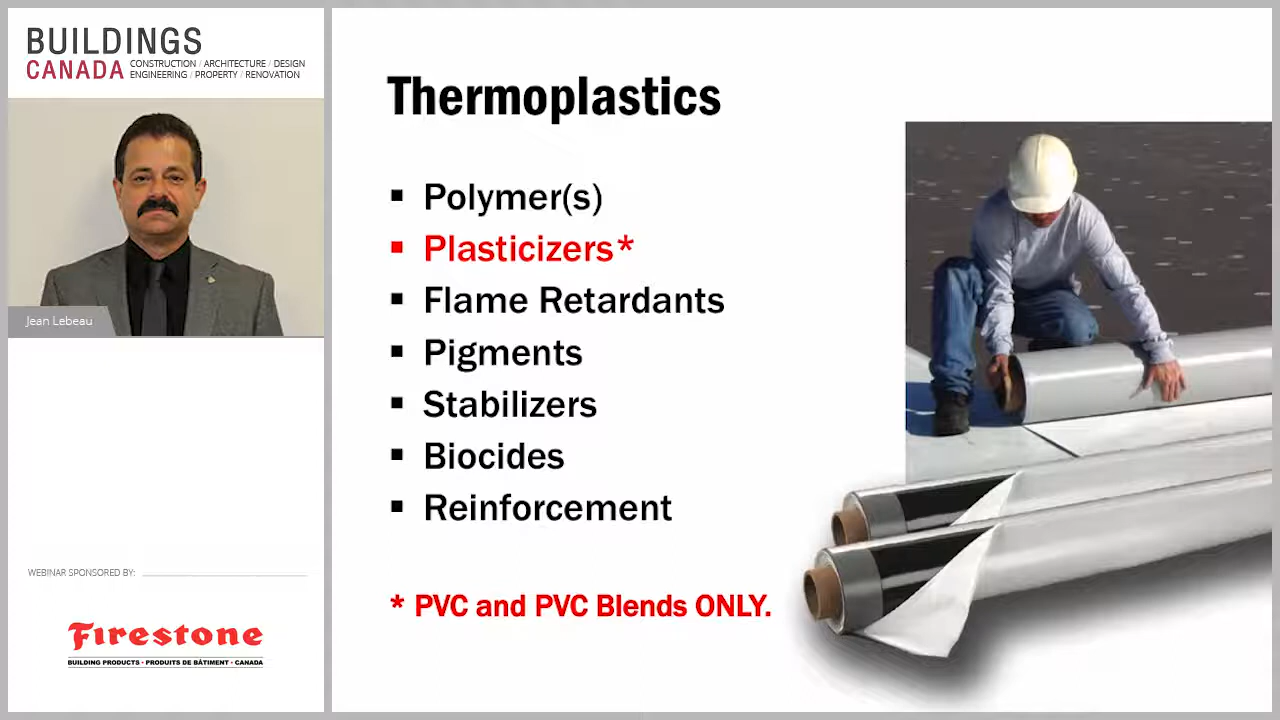 BUILDINGS
CANADA
CONSTRUCTION / ARCHITECTURE / DESIGN
ENGINEERING / PROPERTY / RENOVATION
Jean Lebeau
WEBINAR SPONSORED BY:
Firestone
BUILDING PRODUCTS · PRODUITS DE BÂTIMENT · CANADA
Thermoplastics
▪ Polymer(s)
▪ Plasticizers*
▪ Flame Retardants
▪ Pigments
▪ Stabilizers
▪ Biocides
▪ Reinforcement
* PVC and PVC Blends ONLY.